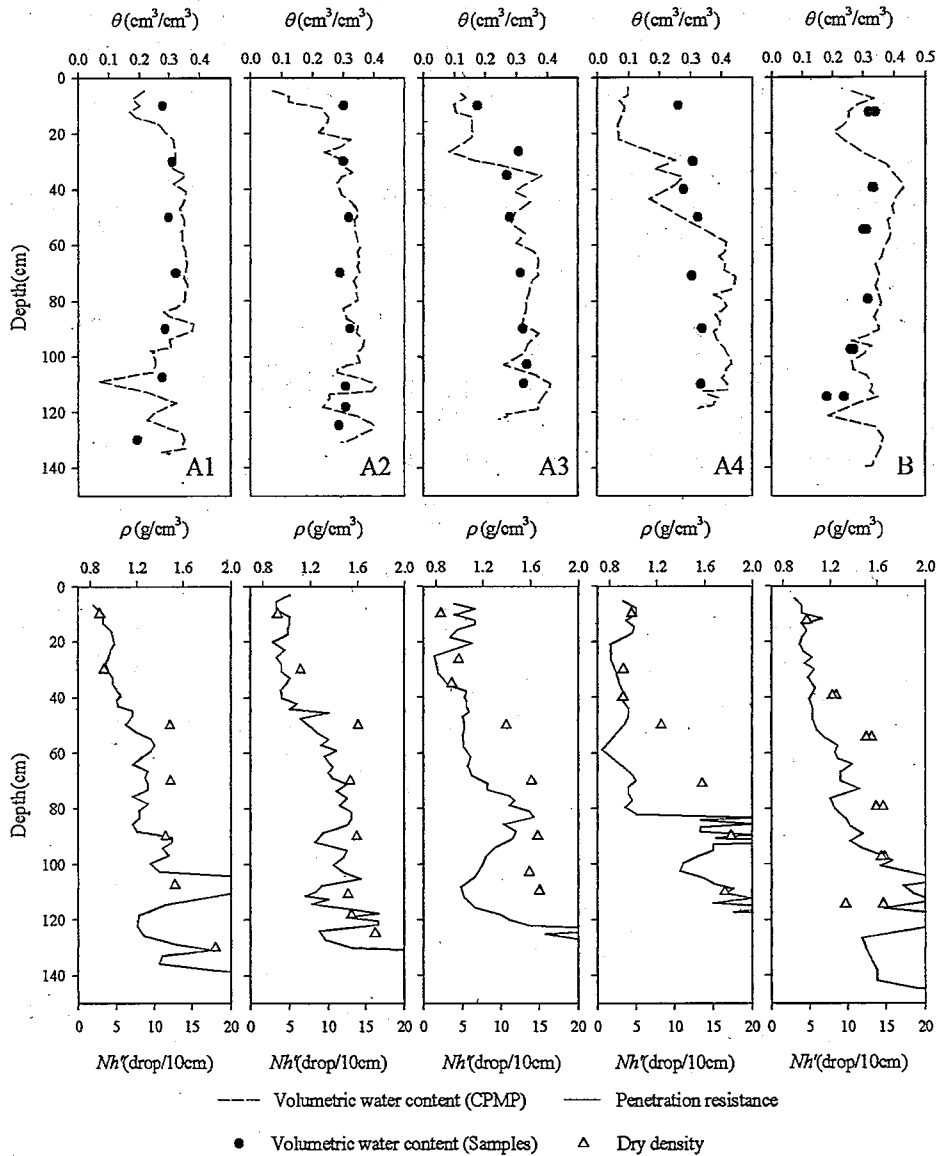 θ (cm³/cm³) θ (cm³/cm³) θ (cm³/cm³) θ (cm³/cm³) θ (cm³/cm³)
0.0 0.1 0.2 0.3 0.4 0.0 0.1 0.2 0.3 0.4 0.0 0.1 0.2 0.3 0.4 0.0 0.1 0.2 0.3 0.4 0.0 0.1 0.2 0.3 0.4 0.5
0
20
40
60
80
100
120
140
Depth(cm)
A1 A2 A3 A4 B
ρ (g/cm³) ρ (g/cm³) ρ (g/cm³) ρ (g/cm³) ρ (g/cm³)
0.8 1.2 1.6 2.0 0.8 1.2 1.6 2.0 0.8 1.2 1.6 2.0 0.8 1.2 1.6 2.0 0.8 1.2 1.6 2.0
0
20
40
60
80
100
120
140
Depth(cm)
0 5 10 15 20 0 5 10 15 20 0 5 10 15 20 0 5 10 15 20 0 5 10 15 20
Nh'(drop/10cm) Nh'(drop/10cm) Nh'(drop/10cm) Nh'(drop/10cm) Nh'(drop/10cm)
Volumetric water content (CPMP) Penetration resistance
Volumetric water content (Samples) Dry density